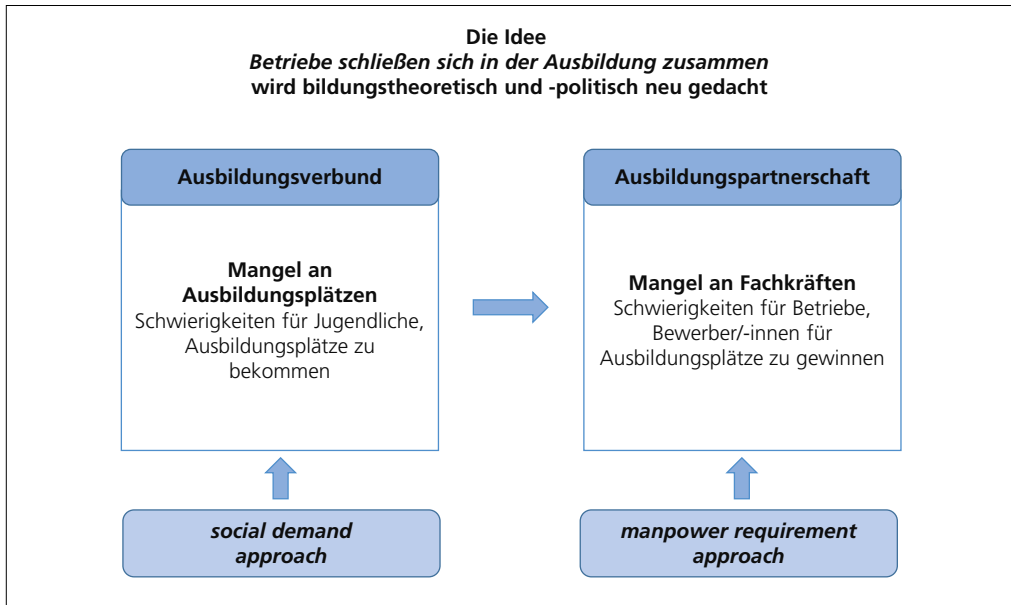 Die Idee
Betriebe schließen sich in der Ausbildung zusammen
wird bildungstheoretisch und -politisch neu gedacht
Ausbildungsverbund
Mangel an
Ausbildungsplätzen
Schwierigkeiten für Jugendliche,
Ausbildungsplätze zu
bekommen
social demand
approach
Ausbildungspartnerschaft
Mangel an Fachkräften
Schwierigkeiten für Betriebe,
Bewerber/-innen für
Ausbildungsplätze zu gewinnen
manpower requirement
approach